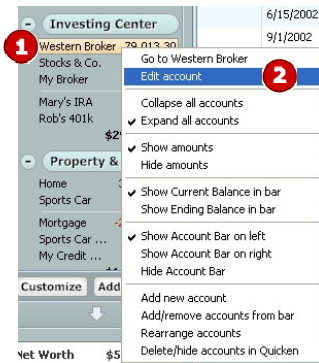 6/15/2002
Investing Center
9/1/2002
1
Western Broker 79,013.30
Go to Western Broker
Stocks & Co.
Edit account
2
My Broker
Collapse all accounts
Mary's IRA
Expand all accounts
Rob's 401k
$2
Show amounts
Property &
Hide amounts
Home
Show Current Balance in bar
Sports Car
Show Ending Balance in bar
Mortgage -2
Show Account Bar on left
Sports Car ...
Show Account Bar on right
My Credit ...
Hide Account Bar
Customize Add
Add new account
Add/remove accounts from bar
Rearrange accounts
Net Worth $5
Delete/hide accounts in Quicken